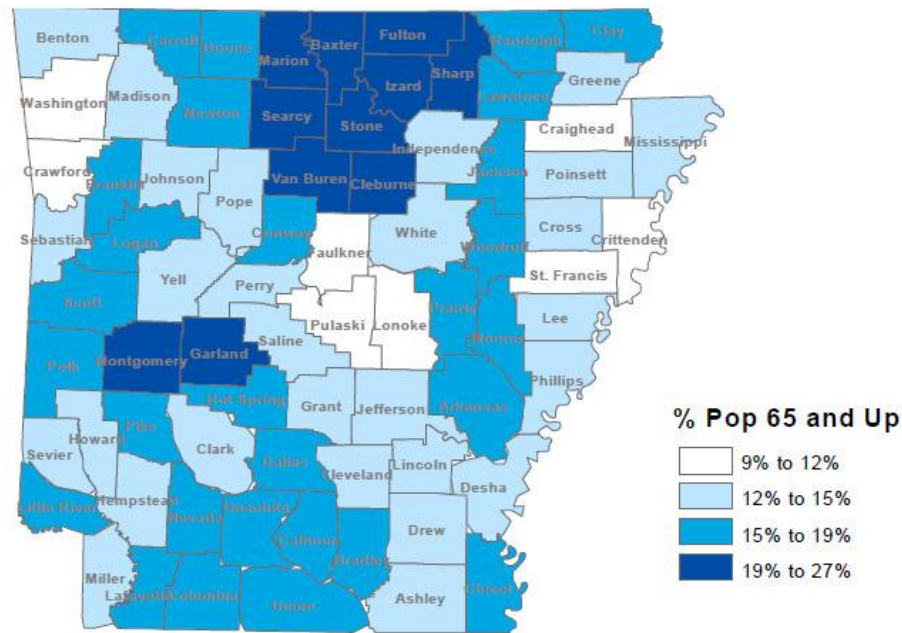 Benton
Carroll
Boone
Marion
Baxter
Fulton
Randolph
Clay
Sharp
Izard
Greene
Washington
Madison
Newton
Searcy
Stone
Lawrence
Craighead
Mississippi
Independence
Crawford
Franklin
Johnson
Pope
Van Buren
Cleburne
Jackson
Poinsett
Sebastian
Logan
Conway
Faulkner
White
Woodruff
Cross
Crittenden
St. Francis
Yell
Perry
Scott
Pulaski
Lonoke
Prairie
Monroe
Lee
Saline
Polk
Montgomery
Garland
Hot Spring
Grant
Jefferson
Arkansas
Phillips
Howard
Pike
Clark
Sevier
Dallas
Cleveland
Lincoln
Desha
Little River
Hempstead
Nevada
Ouachita
Calhoun
Bradley
Drew
Miller
Lafayette
Columbia
Union
Ashley
Chicot
% Pop 65 and Up
9% to 12%
12% to 15%
15% to 19%
19% to 27%